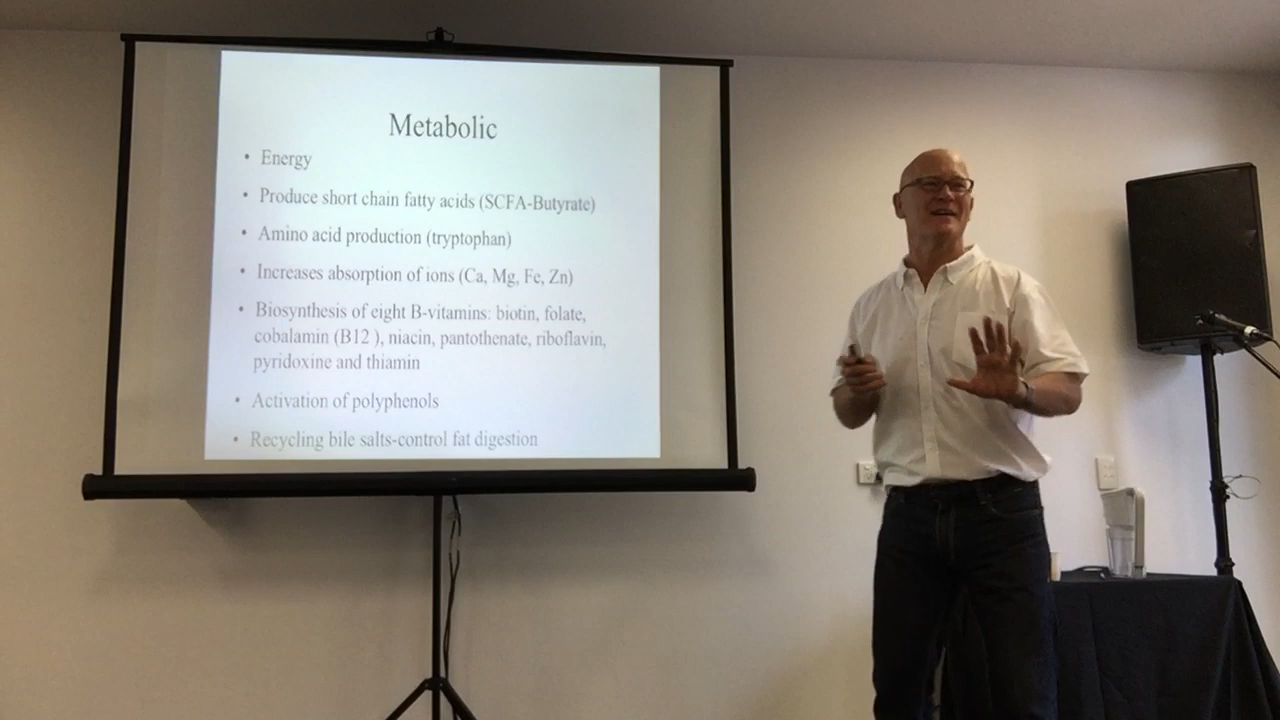 Metabolic
• Energy
• Produce short chain fatty acids (SCFA-Butyrate)
• Amino acid production (tryptophan)
• Increases absorption of ions (Ca, Mg, Fe, Zn)
• Biosynthesis of eight B-vitamins: biotin, folate,
cobalamin (B12 ), niacin, pantothenate, riboflavin,
pyridoxine and thiamin
• Activation of polyphenols
• Recycling bile salts-control fat digestion